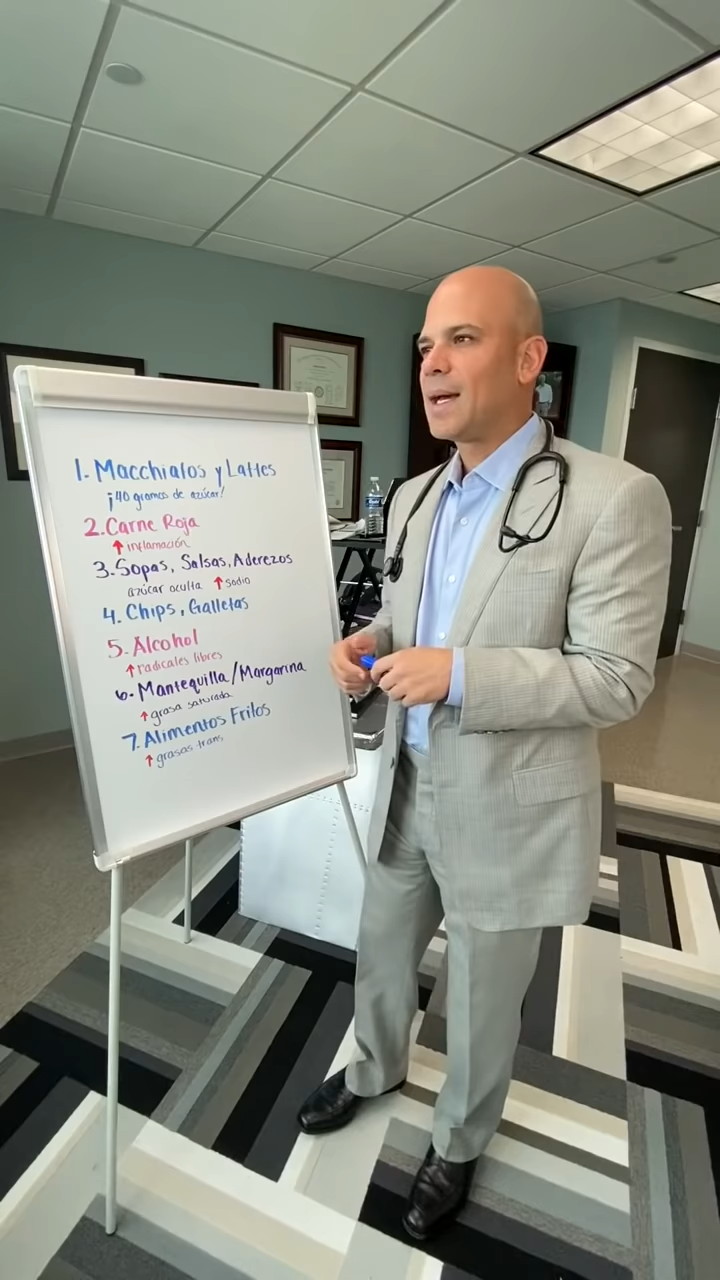 1. Macchiatos y Lattes
¡40 gramos de azúcar!
2. Carne Roja
↑ inflamación
3. Sopas, Salsas, Aderezos
azúcar oculta ↑ sodio
4. Chips, Galletas
5. Alcohol
↑ radicales libres
6. Mantequilla/Margarina
↑ grasa saturada
7. Alimentos Fritos
↑ grasas trans